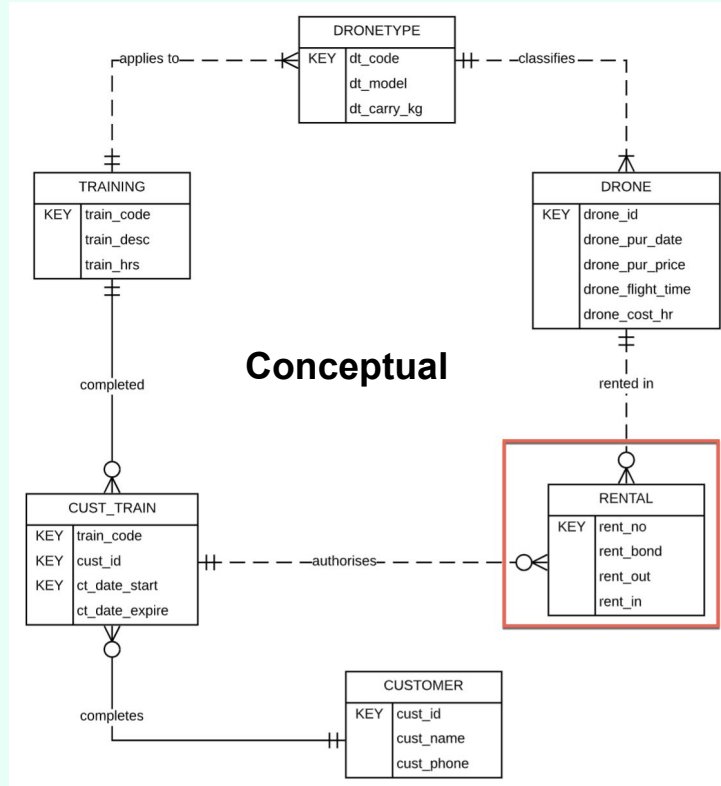 DRONETYPE
KEY dt_code
dt_model
dt_carry_kg
applies to
classifies
TRAINING
KEY train_code
train_desc
train_hrs
DRONE
KEY drone_id
drone_pur_date
drone_pur_price
drone_flight_time
drone_cost_hr
Conceptual
completed
rented in
CUST_TRAIN
KEY train_code
KEY cust_id
KEY ct_date_start
ct_date_expire
authorises
RENTAL
KEY rent_no
rent_bond
rent_out
rent_in
completes
CUSTOMER
KEY cust_id
cust_name
cust_phone